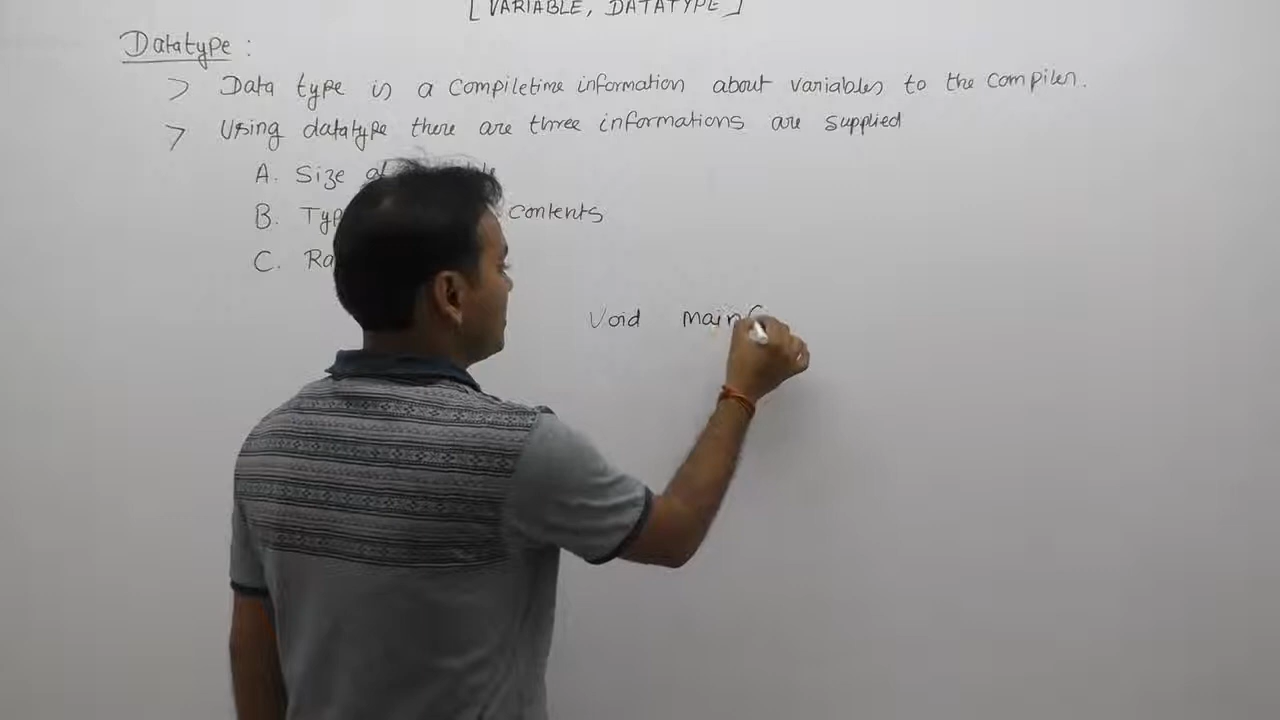 [VARIABLE, DATATYPE]
Datatype :
> Data type is a compiletime information about variables to the compiler.
> Using datatype there are three informations are supplied
A. Size of
B. Typ contents
C. Ra
Void main(